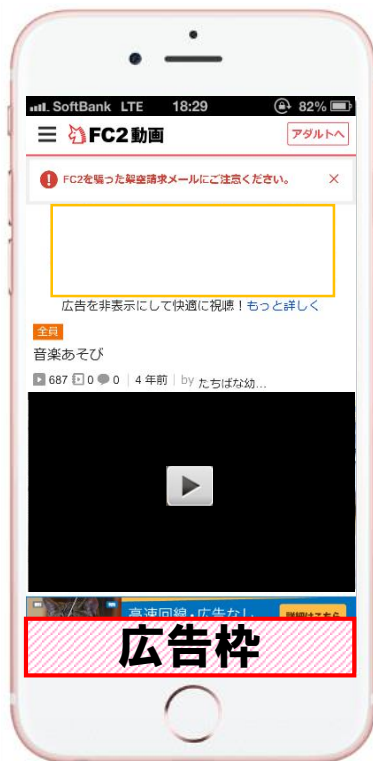 SoftBank LTE 18:29 82%
FC2動画 アダルトへ
FC2を騙った架空請求メールにご注意ください。 ×
広告を非表示にして快適に視聴！もっと詳しく
全員
音楽あそび
687 0 0 4 年前 by たちばな幼...
高速回線・広告なし 詳細はこちら
広告枠